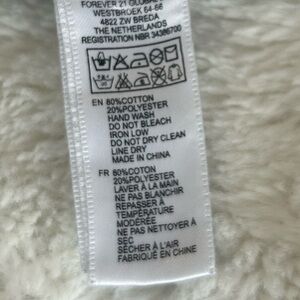 FOREVER 21 GLOBAL
WESTBROEK 64-66
4822 ZW BREDA
THE NETHERLANDS
REGISTRATION NBR 34386700
EN 80%COTTON
20%POLYESTER
HAND WASH
DO NOT BLEACH
IRON LOW
DO NOT DRY CLEAN
LINE DRY
MADE IN CHINA
FR 80%COTON
20%POLYESTER
LAVER À LA MAIN
NE PAS BLANCHIR
REPASSER À
TEMPÉRATURE
MODÉRÉE
NE PAS NETTOYER À
SEC
SÉCHER À L'AIR
FABRIQUÉ EN CHINE